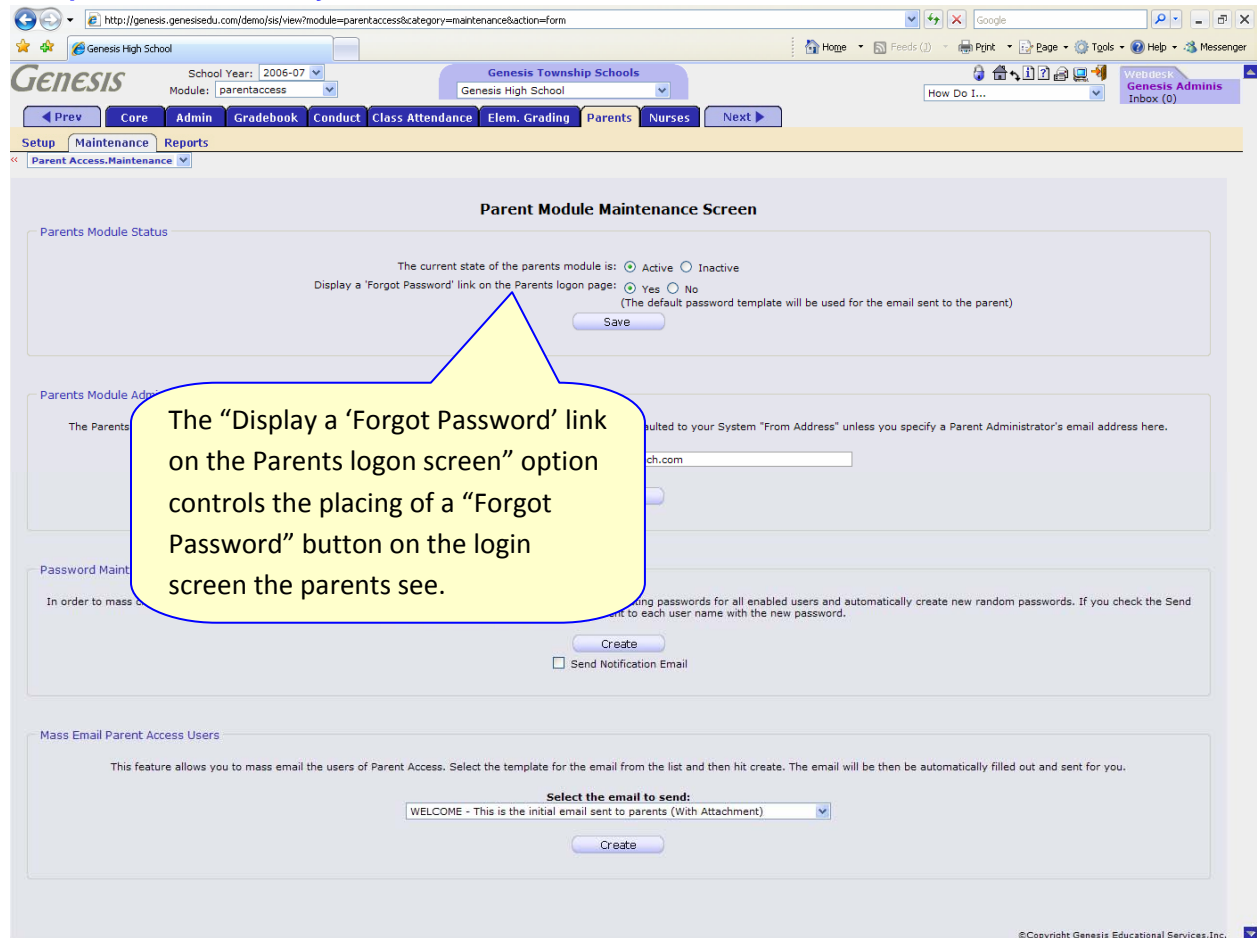 http://genesis.genesisedu.com/demo/sis/view?module=parentaccess&category=maintenance&action=form
Google
Genesis High School
Home
Feeds (J)
Print
Page
Tools
Help
Messenger
GENESIS
School Year: 2006-07
Module: parentaccess
Genesis Township Schools
Genesis High School
How Do I...
Webdesk
Genesis Adminis
Inbox (0)
Prev Core Admin Gradebook Conduct Class Attendance Elem. Grading Parents Nurses Next
Setup Maintenance Reports
« Parent Access.Maintenance
Parent Module Maintenance Screen
Parents Module Status
The current state of the parents module is: Active Inactive
Display a 'Forgot Password' link on the Parents logon page: Yes No
(The default password template will be used for the email sent to the parent)
Save
Parents Module
The Parents
aulted to your System "From Address" unless you specify a Parent Administrator's email address here.
ch.com
The “Display a ‘Forgot Password’ link
on the Parents logon screen” option
controls the placing of a “Forgot
Password” button on the login
screen the parents see.
Password Maint
In order to mass
ing passwords for all enabled users and automatically create new random passwords. If you check the Send
to each user name with the new password.
Create
Send Notification Email
Mass Email Parent Access Users
This feature allows you to mass email the users of Parent Access. Select the template for the email from the list and then hit create. The email will be then be automatically filled out and sent for you.
Select the email to send:
WELCOME - This is the initial email sent to parents (With Attachment)
Create
©Copyright Genesis Educational Services,Inc.